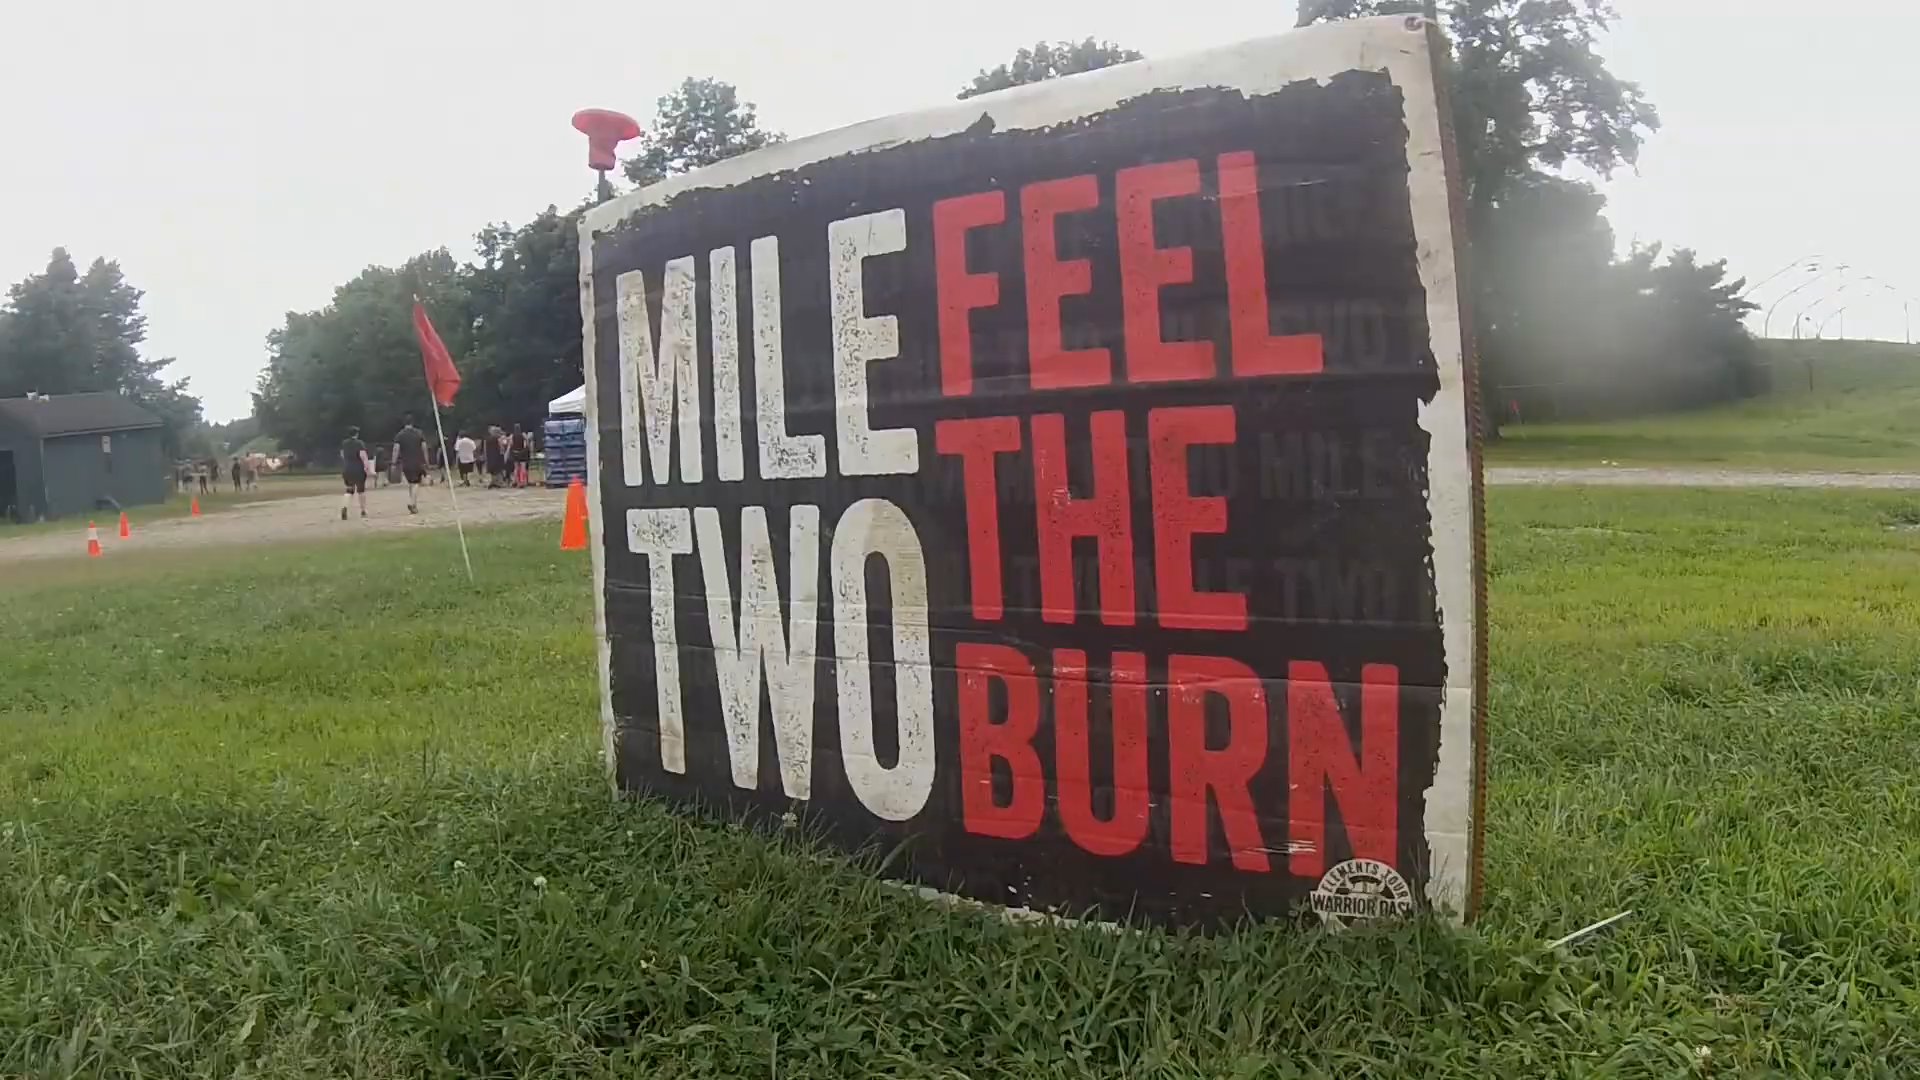 MILE
TWO
FEEL
THE
BURN
ELEMENTS TOUR
WARRIOR DASH